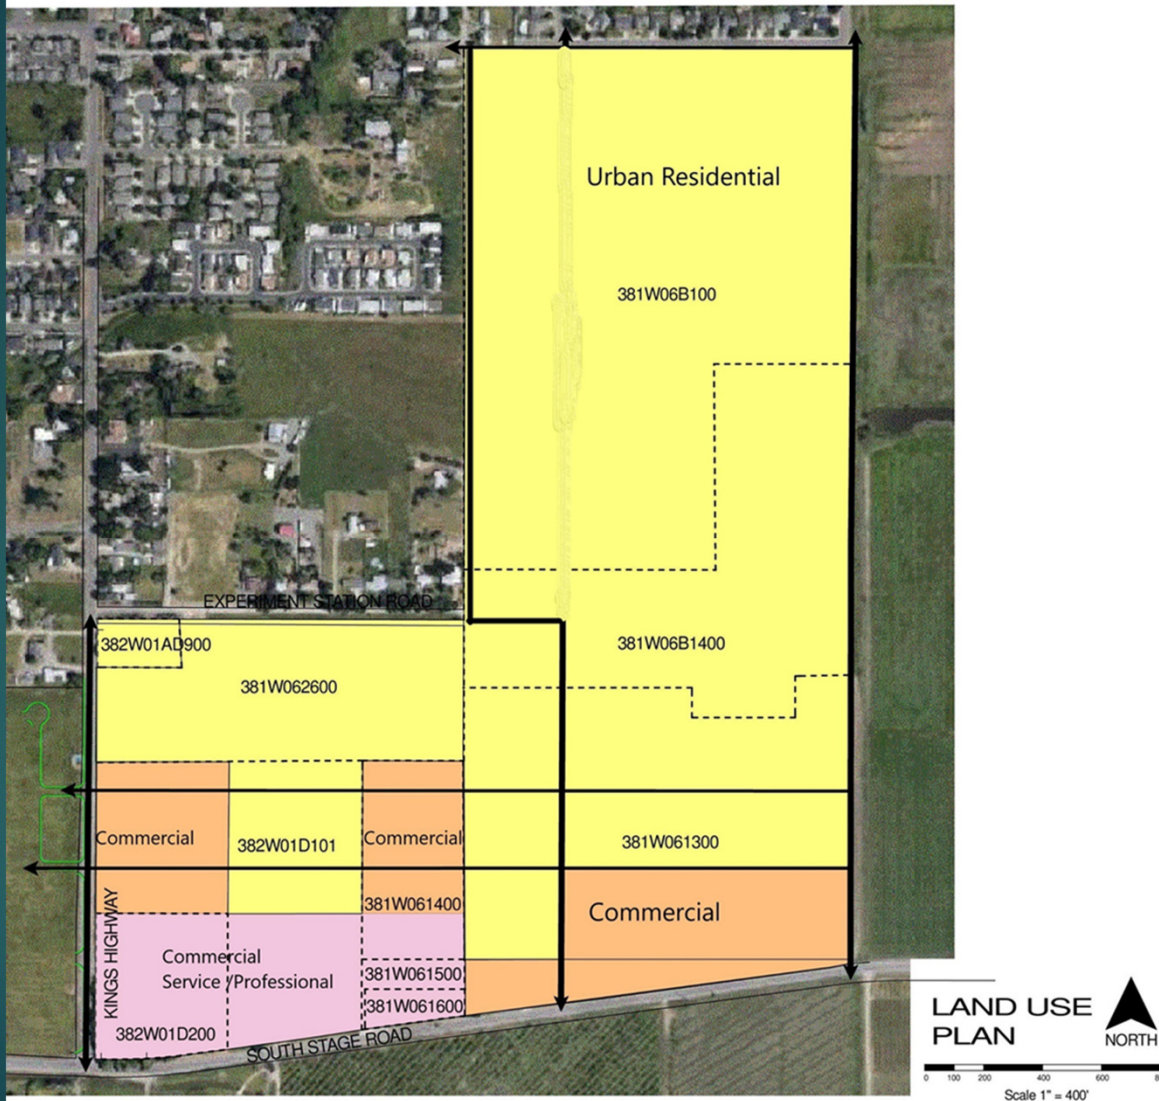 Urban Residential
381W06B100
EXPERIMENT STATION ROAD
382W01AD900
381W06B1400
381W062600
Commercial
382W01D101
Commercial
381W061300
381W061400
Commercial
KINGS HIGHWAY
Commercial
Service /Professional
381W061500
381W061600
382W01D200
SOUTH STAGE ROAD
LAND USE
PLAN
NORTH
0 100 200 400 600
Scale 1" = 400'